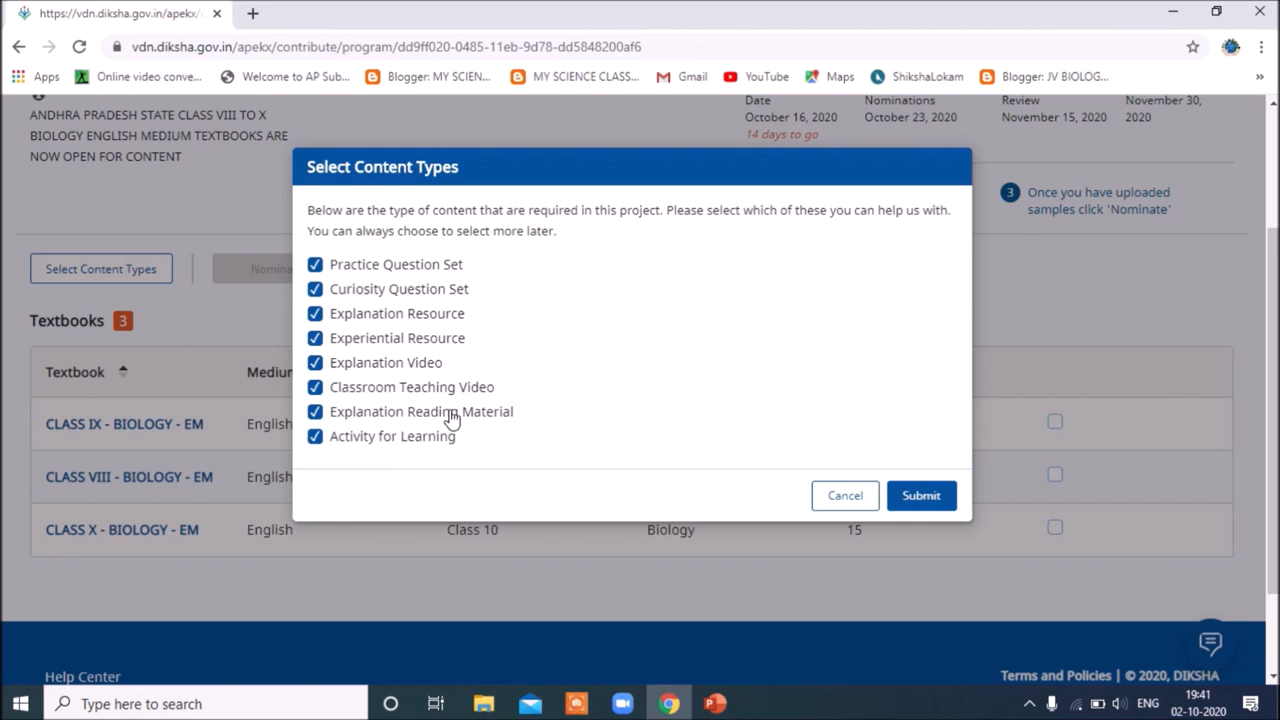 https://vdn.diksha.gov.in/apekx/c
vdn.diksha.gov.in/apekx/contribute/program/dd9ff020-0485-11eb-9d78-dd5848200af6
Apps
Online video conve...
Welcome to AP Sub...
Blogger: MY SCIEN...
MY SCIENCE CLASS...
Gmail
YouTube
Maps
ShikshaLokam
Blogger: JV BIOLOG...
»
ANDHRA PRADESH STATE CLASS VIII TO X
BIOLOGY ENGLISH MEDIUM TEXTBOOKS ARE
NOW OPEN FOR CONTENT
Date
October 16, 2020
14 days to go
Nominations
October 23, 2020
Review
November 15, 2020
November 30,
2020
3 Once you have uploaded
samples click 'Nominate'
Select Content Types
Nomina
Select Content Types
Below are the type of content that are required in this project. Please select which of these you can help us with.
You can always choose to select more later.
Practice Question Set
Curiosity Question Set
Explanation Resource
Experiential Resource
Explanation Video
Classroom Teaching Video
Explanation Reading Material
Activity for Learning
Cancel
Submit
Textbooks 3
Textbook
Medium
CLASS IX - BIOLOGY - EM
English
CLASS VIII - BIOLOGY - EM
English
CLASS X - BIOLOGY - EM
English
Class 10
Biology
15
Help Center
Terms and Policies | © 2020, DIKSHA
Type here to search
ENG
19:41
02-10-2020